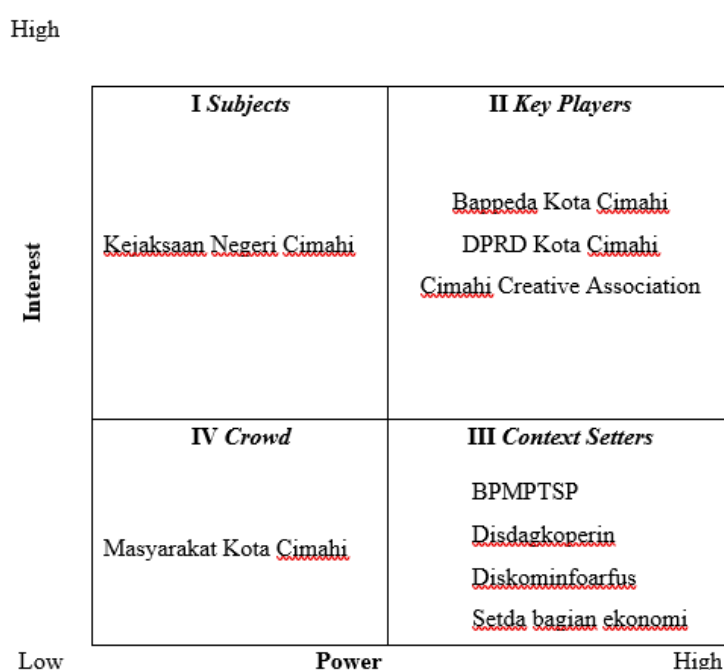 High
I Subjects
II Key Players
Interest
Kejaksaan Negeri Cimahi
Bappeda Kota Cimahi
DPRD Kota Cimahi
Cimahi Creative Association
IV Crowd
III Context Setters
Masyarakat Kota Cimahi
BPMPTSP
Disdagkoperin
Diskominfoarfus
Setda bagian ekonomi
Low
Power
High